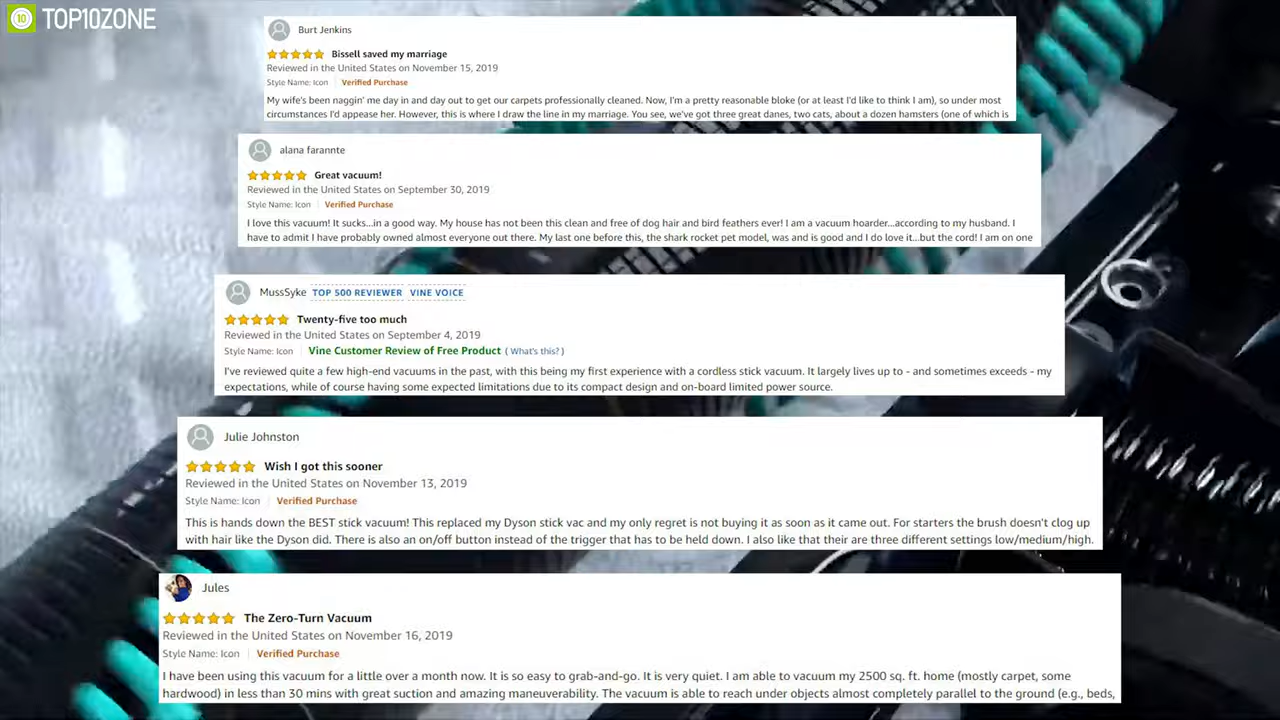 10 TOP10ZONE
Burt Jenkins
Bissell saved my marriage
Reviewed in the United States on November 15, 2019
Style Name: Icon | Verified Purchase
My wife's been naggin' me day in and day out to get our carpets professionally cleaned. Now, I'm a pretty reasonable bloke (or at least I'd like to think I am), so under most
circumstances I'd appease her. However, this is where I draw the line in my marriage. You see, we've got three great danes, two cats, about a dozen hamsters (one of which is
alana farannte
Great vacuum!
Reviewed in the United States on September 30, 2019
Style Name: Icon | Verified Purchase
I love this vacuum! It sucks...in a good way. My house has not been this clean and free of dog hair and bird feathers ever! I am a vacuum hoarder...according to my husband. I
have to admit I have probably owned almost everyone out there. My last one before this, the shark rocket pet model, was and is good and I do love it...but the cord! I am on one
MussSyke TOP 500 REVIEWER VINE VOICE
Twenty-five too much
Reviewed in the United States on September 4, 2019
Style Name: Icon | Vine Customer Review of Free Product ( What's this? )
I've reviewed quite a few high-end vacuums in the past, with this being my first experience with a cordless stick vacuum. It largely lives up to - and sometimes exceeds - my
expectations, while of course having some expected limitations due to its compact design and on-board limited power source.
Julie Johnston
Wish I got this sooner
Reviewed in the United States on November 13, 2019
Style Name: Icon | Verified Purchase
This is hands down the BEST stick vacuum! This replaced my Dyson stick vac and my only regret is not buying it as soon as it came out. For starters the brush doesn't clog up
with hair like the Dyson did. There is also an on/off button instead of the trigger that has to be held down. I also like that their are three different settings low/medium/high.
Jules
The Zero-Turn Vacuum
Reviewed in the United States on November 16, 2019
Style Name: Icon | Verified Purchase
I have been using this vacuum for a little over a month now. It is so easy to grab-and-go. It is very quiet. I am able to vacuum my 2500 sq. ft. home (mostly carpet, some
hardwood) in less than 30 mins with great suction and amazing maneuverability. The vacuum is able to reach under objects almost completely parallel to the ground (e.g., beds,